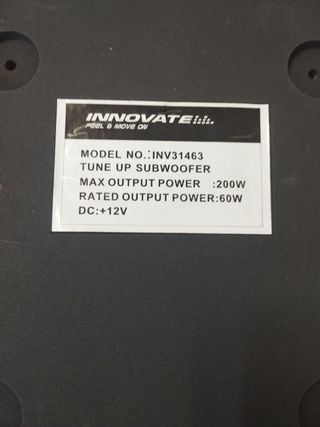 INNOVATE
FEEL & MOVE ON
MODEL NO.:INV31463
TUNE UP SUBWOOFER
MAX OUTPUT POWER :200W
RATED OUTPUT POWER:60W
DC:+12V